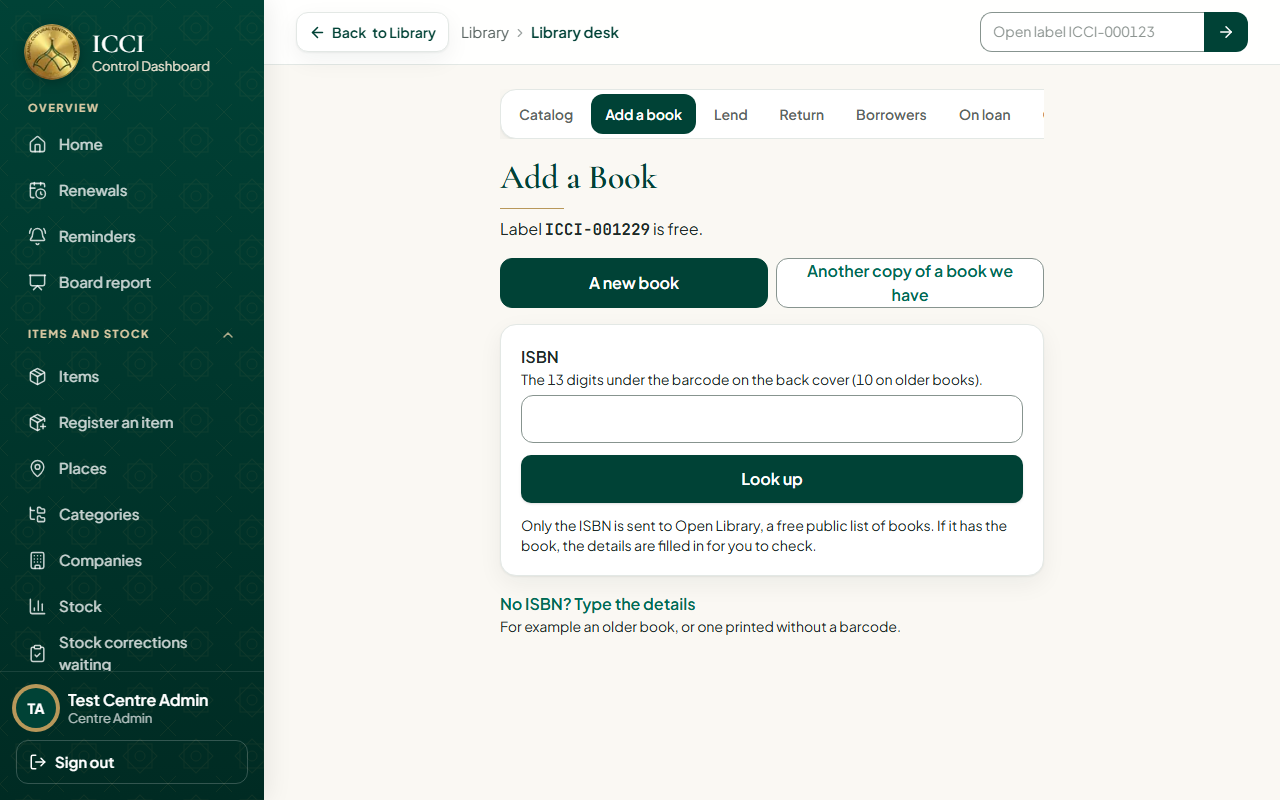 ICCI
Control Dashboard
OVERVIEW
Home
Renewals
Reminders
Board report
ITEMS AND STOCK
Items
Register an item
Places
Categories
Companies
Stock
Stock corrections
waiting
TA
Test Centre Admin
Centre Admin
Sign out
Back to Library
Library
Library desk
Open label ICCI-000123
Catalog
Add a book
Lend
Return
Borrowers
On loan
Add a Book
Label ICCI-001229 is free.
A new book
Another copy of a book we
have
ISBN
The 13 digits under the barcode on the back cover (10 on older books).
Look up
Only the ISBN is sent to Open Library, a free public list of books. If it has the
book, the details are filled in for you to check.
No ISBN? Type the details
For example an older book, or one printed without a barcode.